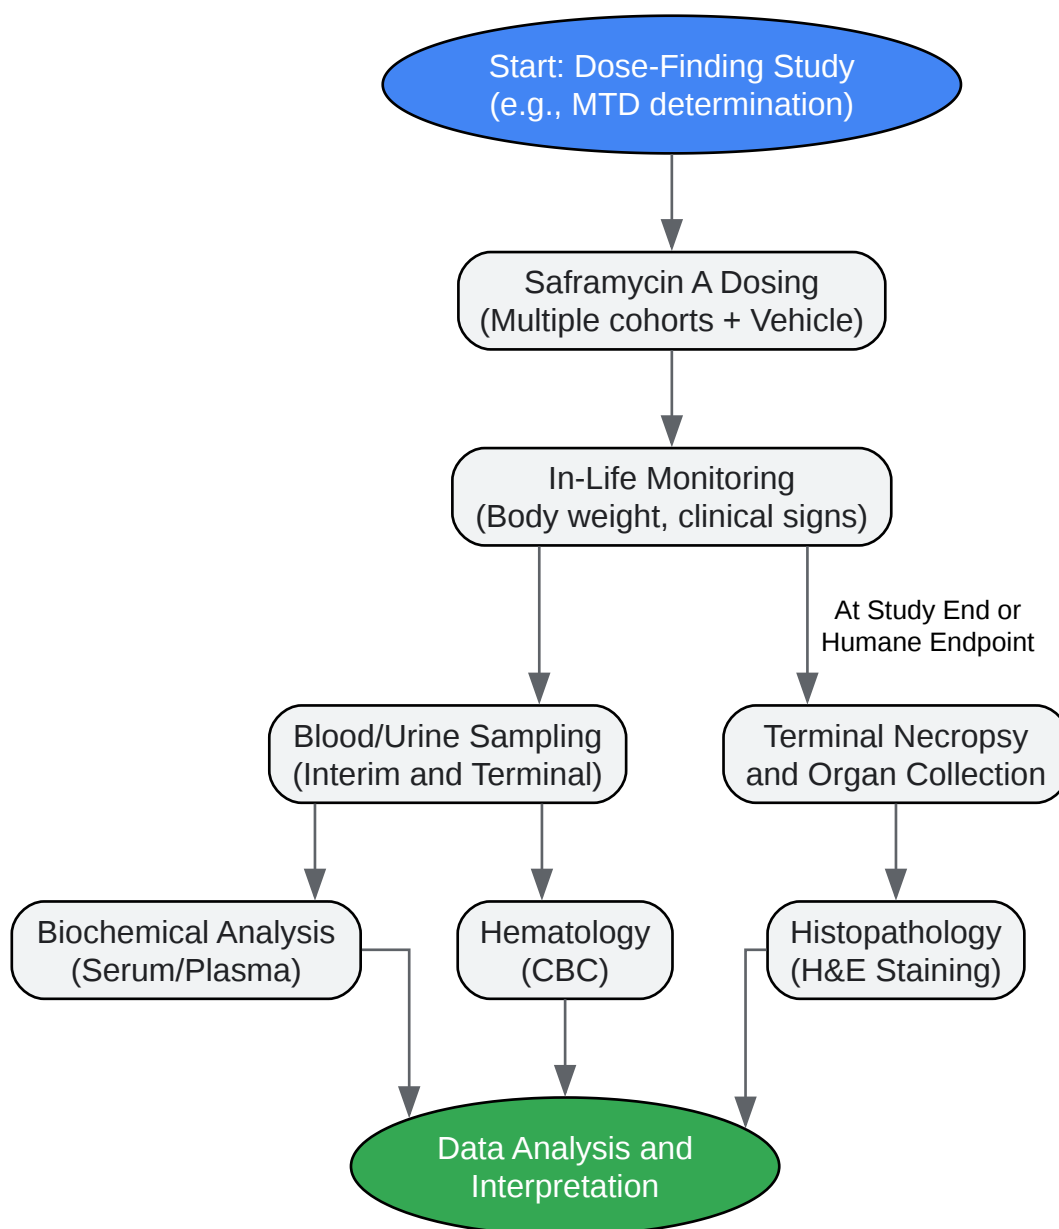 Start: Dose-Finding Study
(e.g., MTD determination)
Saframycin A Dosing
(Multiple cohorts + Vehicle)
In-Life Monitoring
(Body weight, clinical signs)
At Study End or
Humane Endpoint
Blood/Urine Sampling
(Interim and Terminal)
Terminal Necropsy
and Organ Collection
Biochemical Analysis
(Serum/Plasma)
Hematology
(CBC)
Histopathology
(H&E Staining)
Data Analysis and
Interpretation